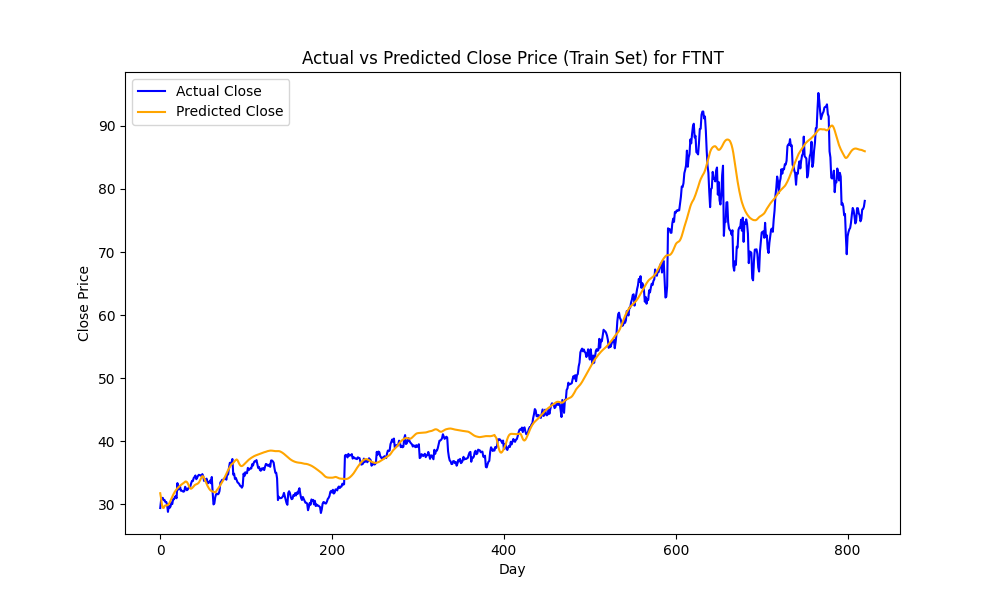 Actual vs Predicted Close Price (Train Set) for FTNT
Actual Close
Predicted Close
Close Price
90
80
70
60
50
40
30
0 200 400 600 800
Day